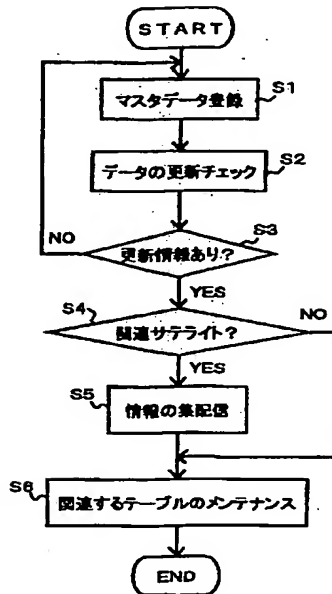 START
S1
マスタデータ登録
S2
データの更新チェック
S3
NO
更新情報あり?
YES
S4
NO
関連サテライト?
YES
S5
情報の集配信
S6
関連するテーブルのメンテナンス
END